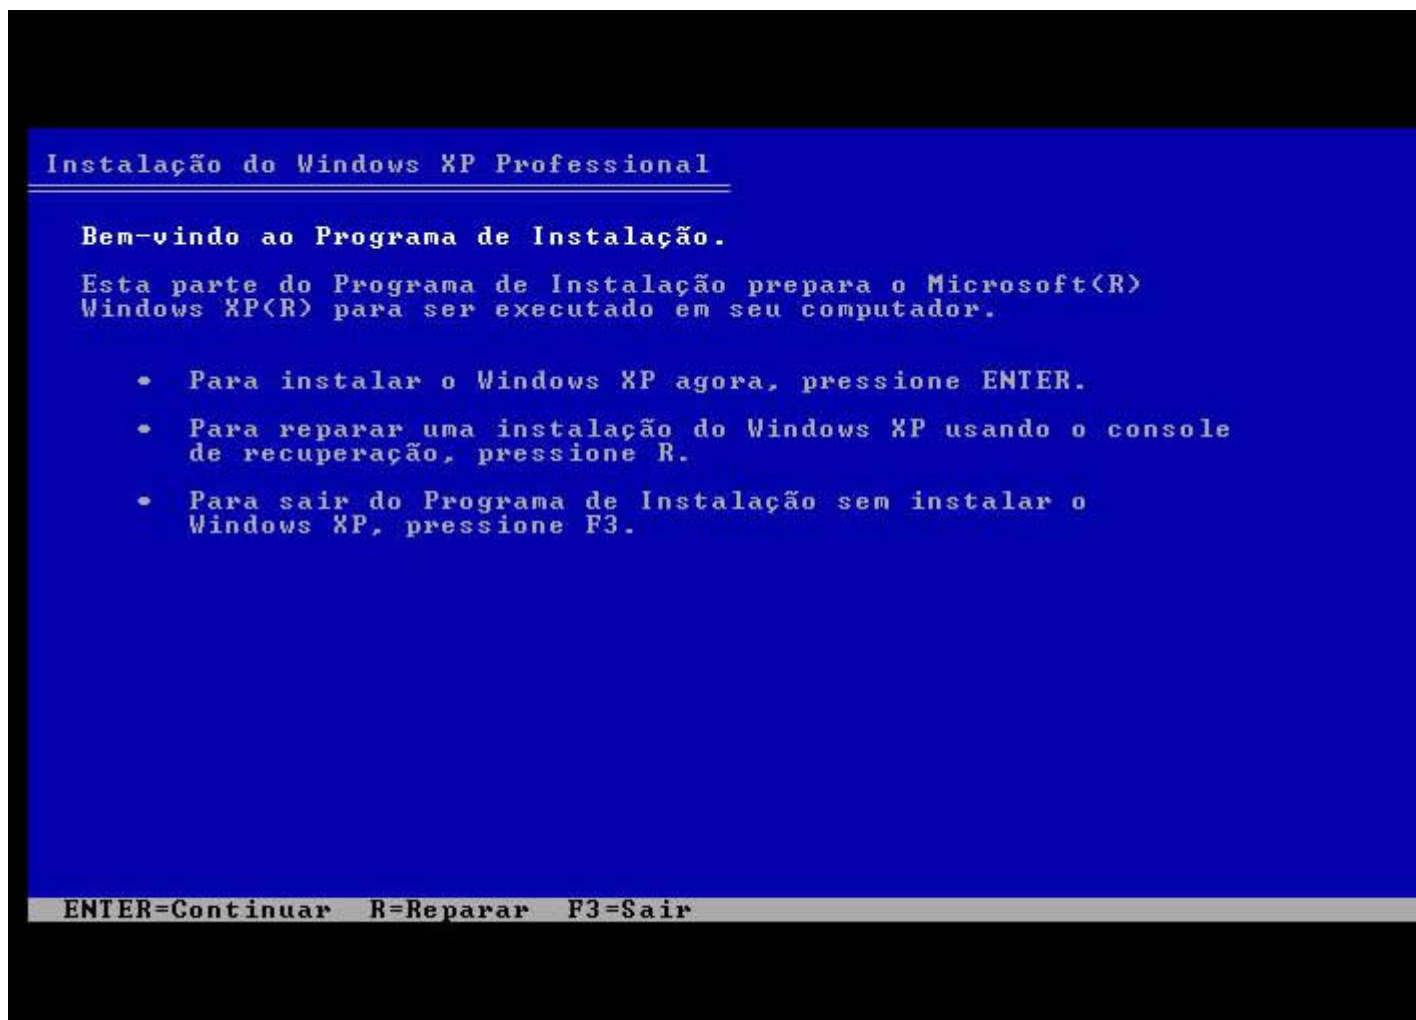 Instalação do Windows XP Professional
Bem-vindo ao Programa de Instalação.
Esta parte do Programa de Instalação prepara o Microsoft(R)
Windows XP(R) para ser executado em seu computador.
• Para instalar o Windows XP agora, pressione ENTER.
• Para reparar uma instalação do Windows XP usando o console
de recuperação, pressione R.
• Para sair do Programa de Instalação sem instalar o
Windows XP, pressione F3.
ENTER=Continuar R=Reparar F3=Sair